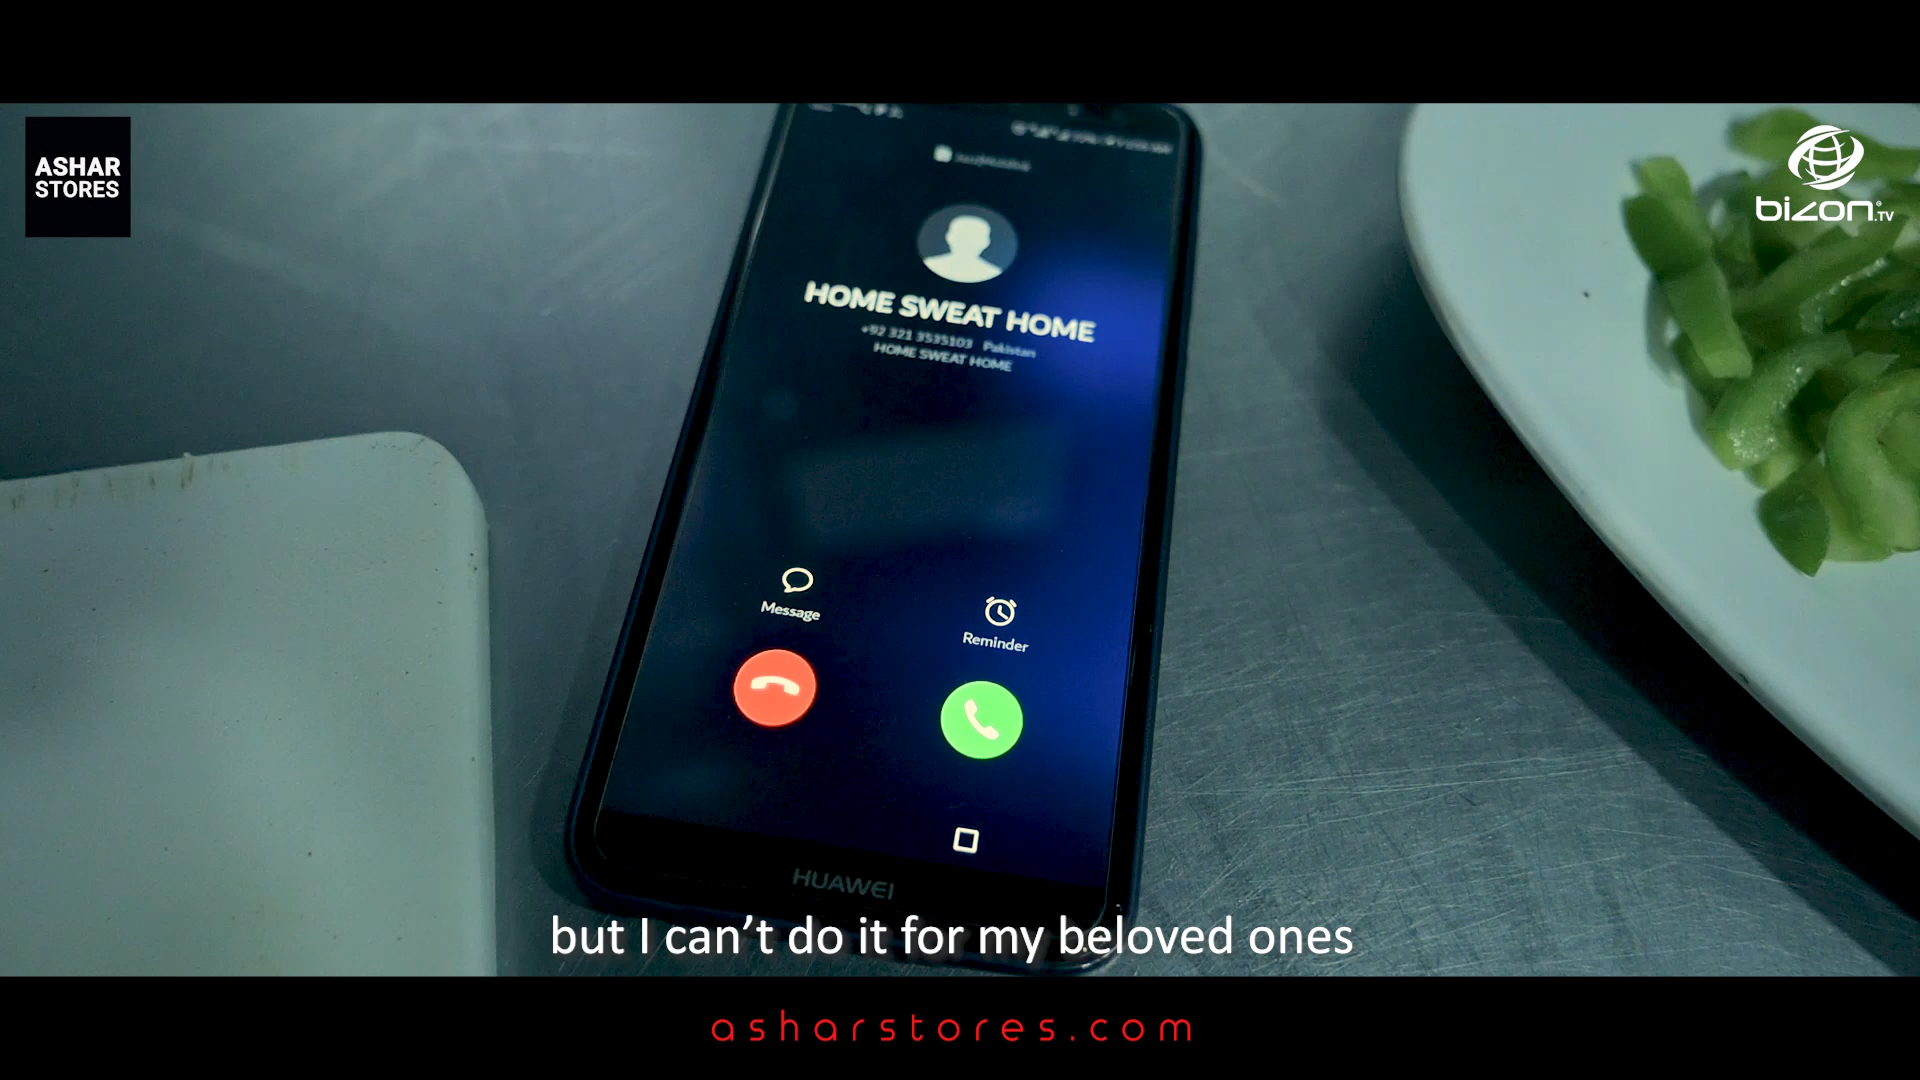 ASHAR
STORES
bizon.TV
HOME SWEAT HOME
+92 321 3535103 Pakistan
HOME SWEAT HOME
Message
Reminder
HUAWEI
but I can't do it for my beloved ones
asharstores.com